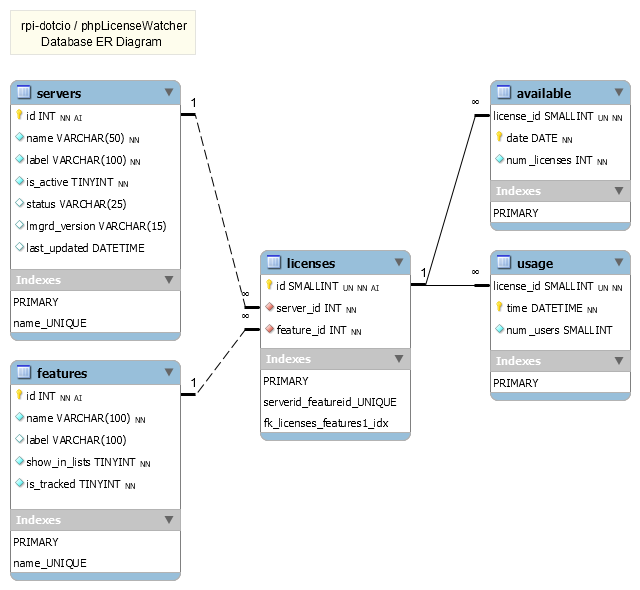 rpi-dotcio / phpLicenseWatcher
Database ER Diagram
servers
id INT NN AI
name VARCHAR(50) NN
label VARCHAR(100) NN
is_active TINYINT NN
status VARCHAR(25)
lmgrd_version VARCHAR(15)
last_updated DATETIME
Indexes
PRIMARY
name_UNIQUE
features
id INT NN AI
name VARCHAR(100) NN
label VARCHAR(100)
show_in_lists TINYINT NN
is_tracked TINYINT NN
Indexes
PRIMARY
name_UNIQUE
1
∞
∞
1
licenses
id SMALLINT UN NN AI
server_id INT NN
feature_id INT NN
Indexes
PRIMARY
serverid_featureid_UNIQUE
fk_licenses_features1_idx
1
∞
∞
available
license_id SMALLINT UN NN
date DATE NN
num_licenses INT NN
Indexes
PRIMARY
usage
license_id SMALLINT UN NN
time DATETIME NN
num_users SMALLINT
Indexes
PRIMARY